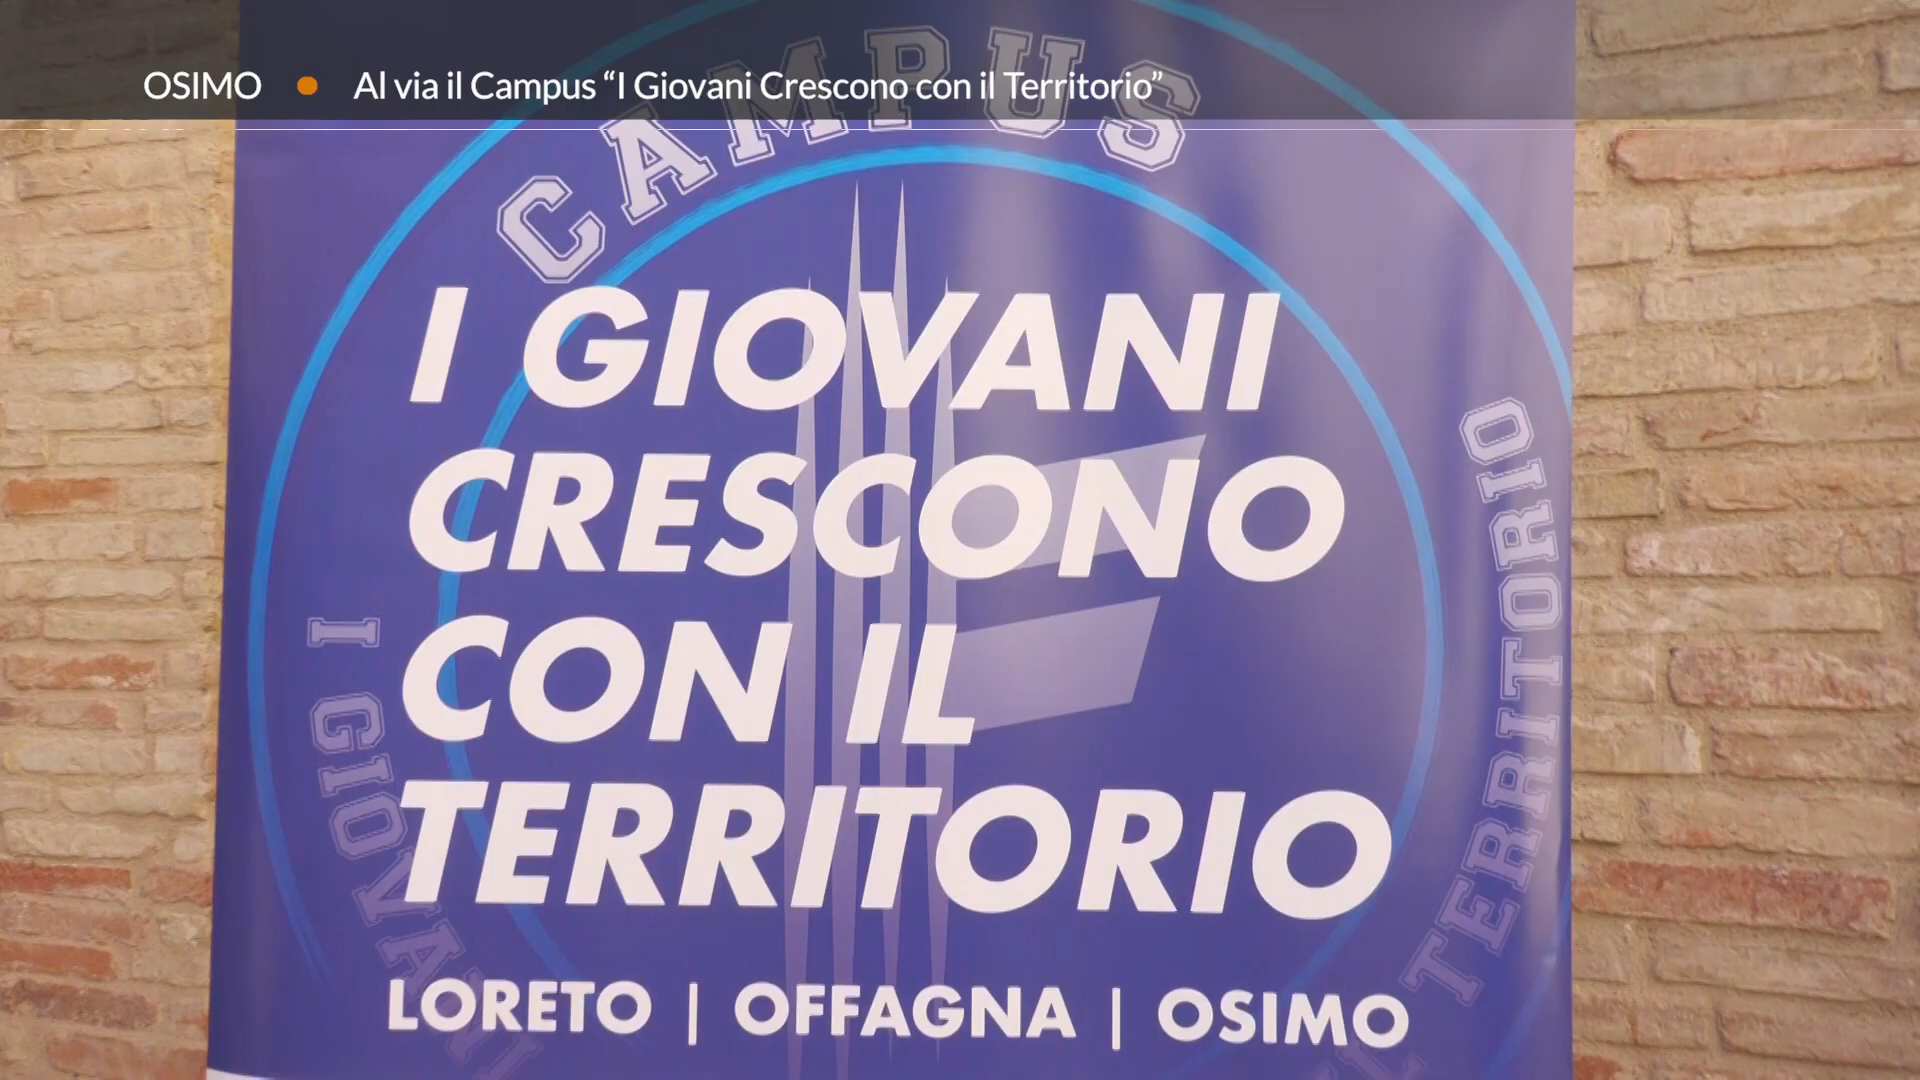 OSIMO • Al via il Campus “I Giovani Crescono con il Territorio”
CAMPUS
I GIOVANI
CRESCONO
CON IL
TERRITORIO
I GIOVANI
TERRITORIO
LORETO | OFFAGNA | OSIMO